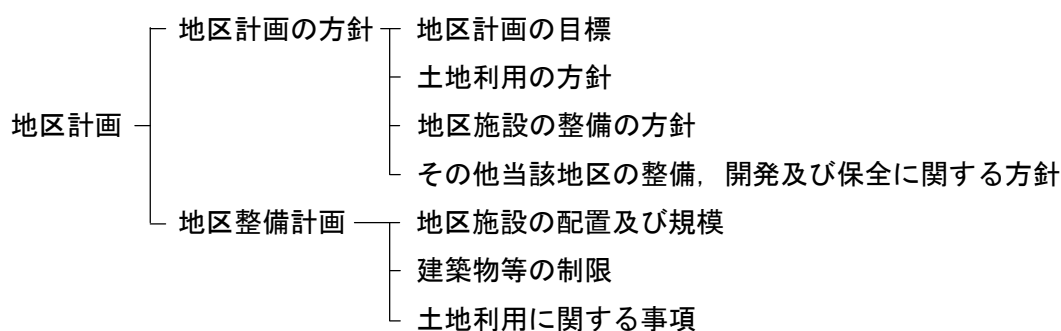 地区計画の方針
地区計画の目標
土地利用の方針
地区計画
地区施設の整備の方針
その他当該地区の整備，開発及び保全に関する方針
地区整備計画
地区施設の配置及び規模
建築物等の制限
土地利用に関する事項